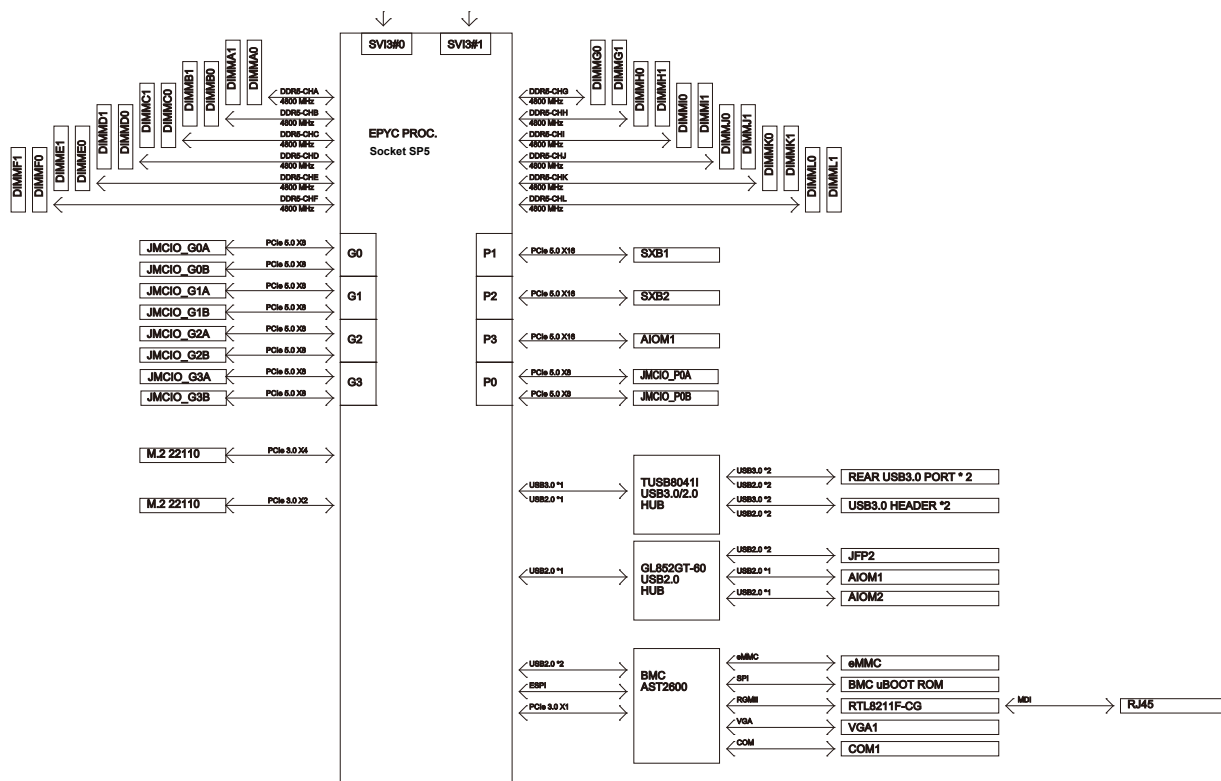 SVI3#0
SVI3#1
EPYC PROC.
Socket SP5
DIMMA1
DIMMA0
DIMMB1
DIMMB0
DIMMC1
DIMMC0
DIMMD1
DIMMD0
DIMME1
DIMME0
DIMMF1
DIMMF0
DDR5-CHA
4800 MHz
DDR5-CHB
4800 MHz
DDR5-CHC
4800 MHz
DDR5-CHD
4800 MHz
DDR5-CHE
4800 MHz
DDR5-CHF
4800 MHz
DIMMG0
DIMMG1
DIMMH0
DIMMH1
DIMMI0
DIMMI1
DIMMJ0
DIMMJ1
DIMMK0
DIMMK1
DIMML0
DIMML1
DDR5-CHG
4800 MHz
DDR5-CHH
4800 MHz
DDR5-CHI
4800 MHz
DDR5-CHJ
4800 MHz
DDR5-CHK
4800 MHz
DDR5-CHL
4800 MHz
JMCIO_G0A
PCIe 5.0 X8
JMCIO_G0B
PCIe 5.0 X8
G0
JMCIO_G1A
PCIe 5.0 X8
JMCIO_G1B
PCIe 5.0 X8
G1
JMCIO_G2A
PCIe 5.0 X8
JMCIO_G2B
PCIe 5.0 X8
G2
JMCIO_G3A
PCIe 5.0 X8
JMCIO_G3B
PCIe 5.0 X8
G3
P1
PCIe 5.0 X16
SXB1
P2
PCIe 5.0 X16
SXB2
P3
PCIe 5.0 X16
AIOM1
P0
PCIe 5.0 X8
JMCIO_P0A
PCIe 5.0 X8
JMCIO_P0B
M.2 22110
PCIe 3.0 X4
M.2 22110
PCIe 3.0 X2
USB3.0 *1
USB2.0 *1
TUSB8041I
USB3.0/2.0
HUB
USB3.0 *2
USB2.0 *2
REAR USB3.0 PORT * 2
USB3.0 *2
USB2.0 *2
USB3.0 HEADER *2
USB2.0 *1
GL852GT-60
USB2.0
HUB
USB2.0 *2
JFP2
USB2.0 *1
AIOM1
USB2.0 *1
AIOM2
USB2.0 *2
ESPI
PCIe 3.0 X1
BMC
AST2600
eMMC
eMMC
SPI
BMC uBOOT ROM
RGMII
RTL8211F-CG
MDI
RJ45
VGA
VGA1
COM
COM1